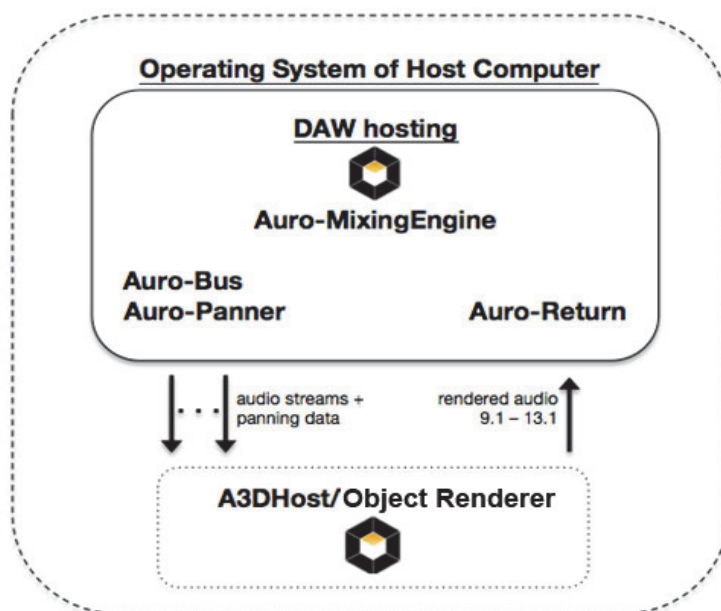 Operating System of Host Computer
DAW hosting
Auro-MixingEngine
Auro-Bus
Auro-Panner
Auro-Return
audio streams +
panning data
rendered audio
9.1 – 13.1
A3DHost/Object Renderer